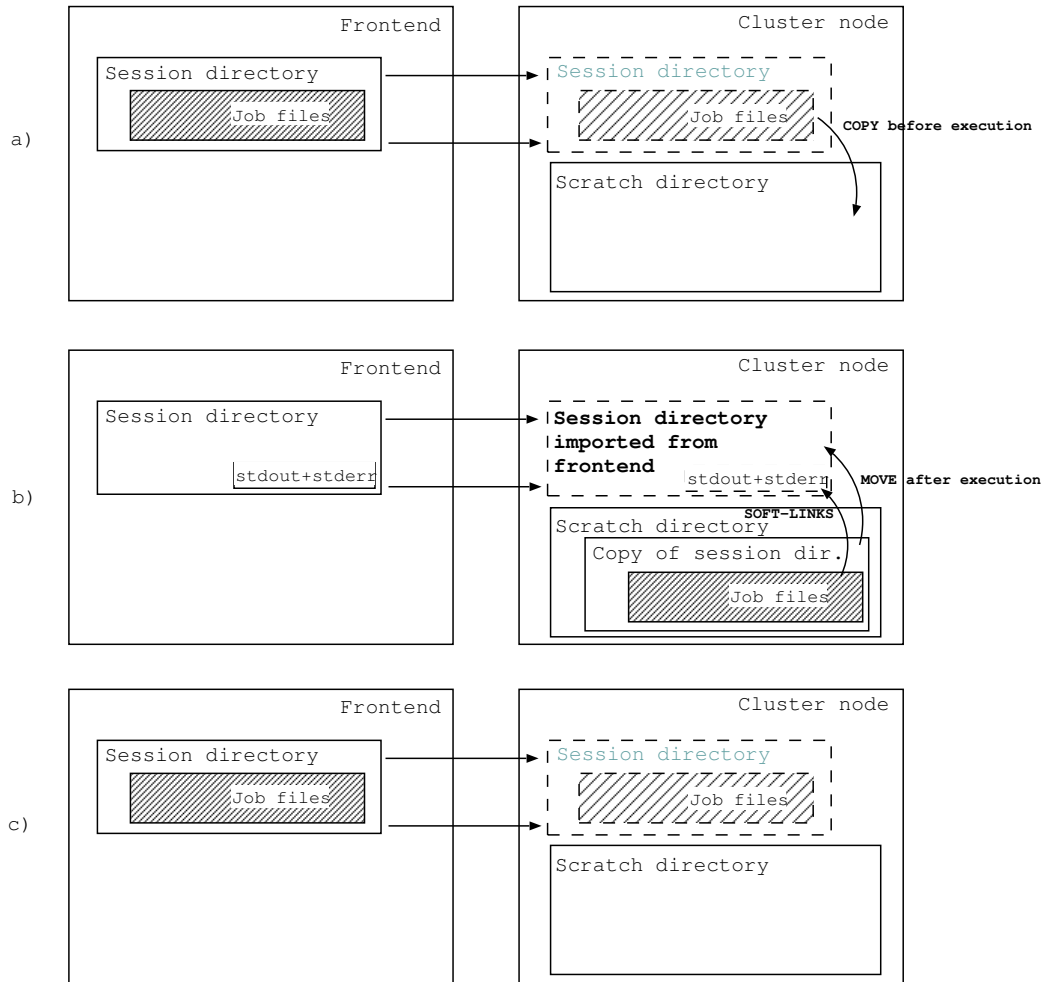 Frontend
Session directory
Job files
Cluster node
Session directory
Job files
COPY before execution
Scratch directory
a)
Frontend
Session directory
stdout+stderr
Cluster node
Session directory
imported from
frontend
stdout+stderr
MOVE after execution
SOFT-LINKS
Scratch directory
Copy of session dir.
Job files
b)
Frontend
Session directory
Job files
Cluster node
Session directory
Job files
Scratch directory
c)